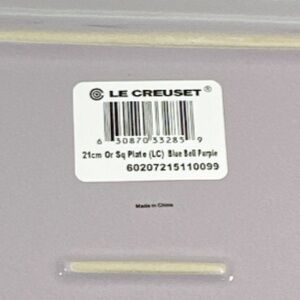 LE CREUSET®
6 30870 33285 9
21cm Or Sq Plate (LC) Blue Bell Purple
60207215110099
Made in China